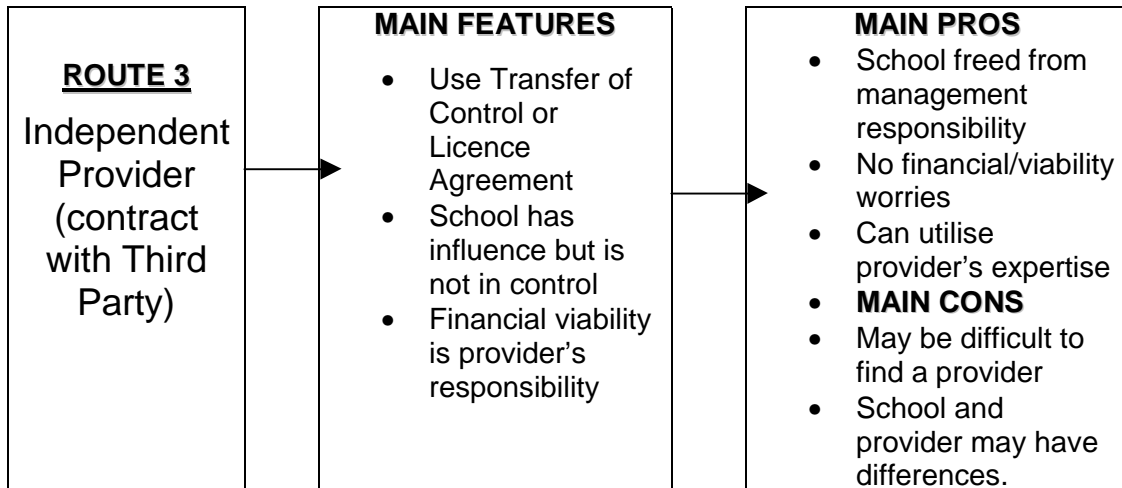 ROUTE 3
Independent
Provider
(contract
with Third
Party)
MAIN FEATURES
• Use Transfer of
Control or
Licence
Agreement
• School has
influence but is
not in control
• Financial viability
is provider’s
responsibility
MAIN PROS
• School freed from
management
responsibility
• No financial/viability
worries
• Can utilise
provider’s expertise
• MAIN CONS
• May be difficult to
find a provider
• School and
provider may have
differences.